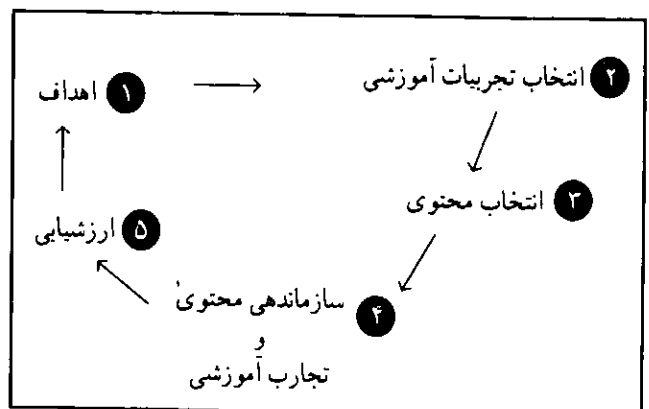 ۱ اهداف
۲ انتخاب تجربیات آموزشی
۳ انتخاب محتوی
۴ سازماندهی محتوی
و
تجارب آموزشی
۵ ارزشیابی